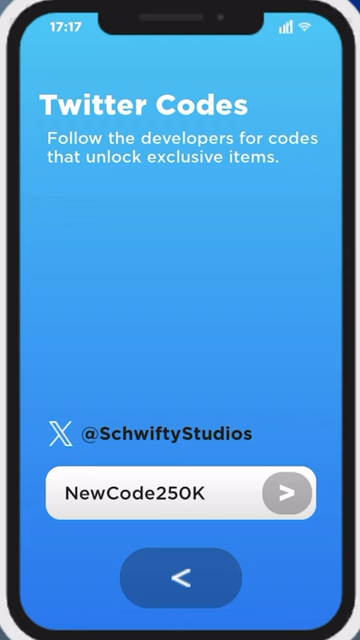 17:17
Twitter Codes
Follow the developers for codes
that unlock exclusive items.
@SchwiftyStudios
NewCode250K